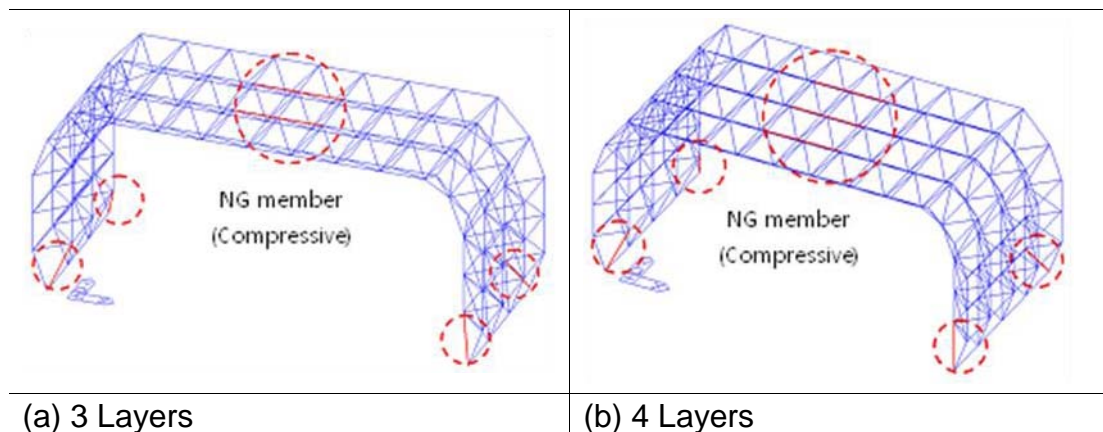 NG member
(Compressive)
NG member
(Compressive)
(a) 3 Layers
(b) 4 Layers